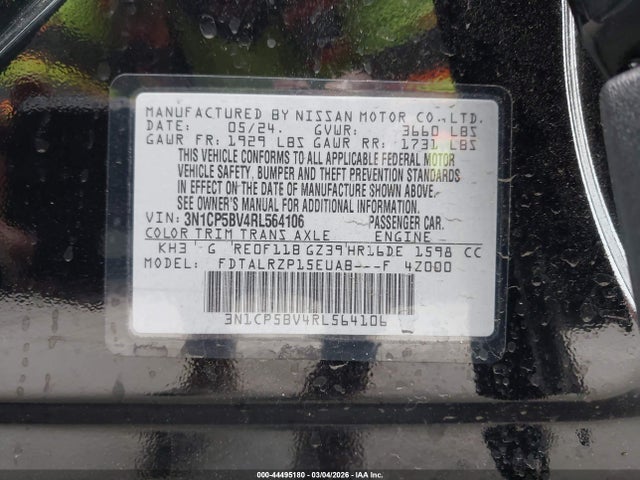 MANUFACTURED BY NISSAN MOTOR CO.,LTD.
DATE: 05/24. GVWR: 3660 LBS
GAWR FR: 1929 LBS GAWR RR: 1731 LBS
THIS VEHICLE CONFORMS TO ALL APPLICABLE FEDERAL MOTOR
VEHICLE SAFETY, BUMPER AND THEFT PREVENTION STANDARDS
IN EFFECT ON THE DATE OF MANUFACTURE SHOWN ABOVE.
SEE OWNER'S MANUAL FOR ADDITIONAL INFORMATION.
VIN: 3N1CP5BV4RL564106 PASSENGER CAR.
COLOR TRIM TRANS AXLE ENGINE
KH3 G RE0F11B GZ39 HR16DE 1598 CC
MODEL: FDTALRZP15EUAB---F 4Z000
3N1CP5BV4RL564106
000-44495180 - 03/04/2026 - IAA Inc.